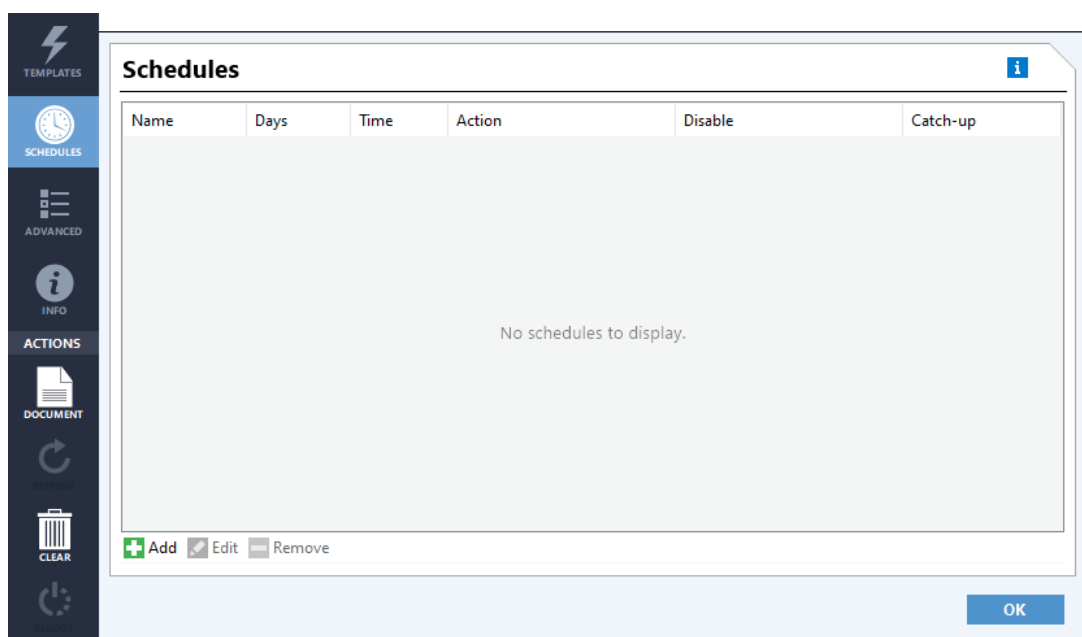 TEMPLATES
SCHEDULES
ADVANCED
INFO
ACTIONS
DOCUMENT
REFRESH
CLEAR
Schedules
Name Days Time Action Disable Catch-up
No schedules to display.
Add Edit Remove
OK